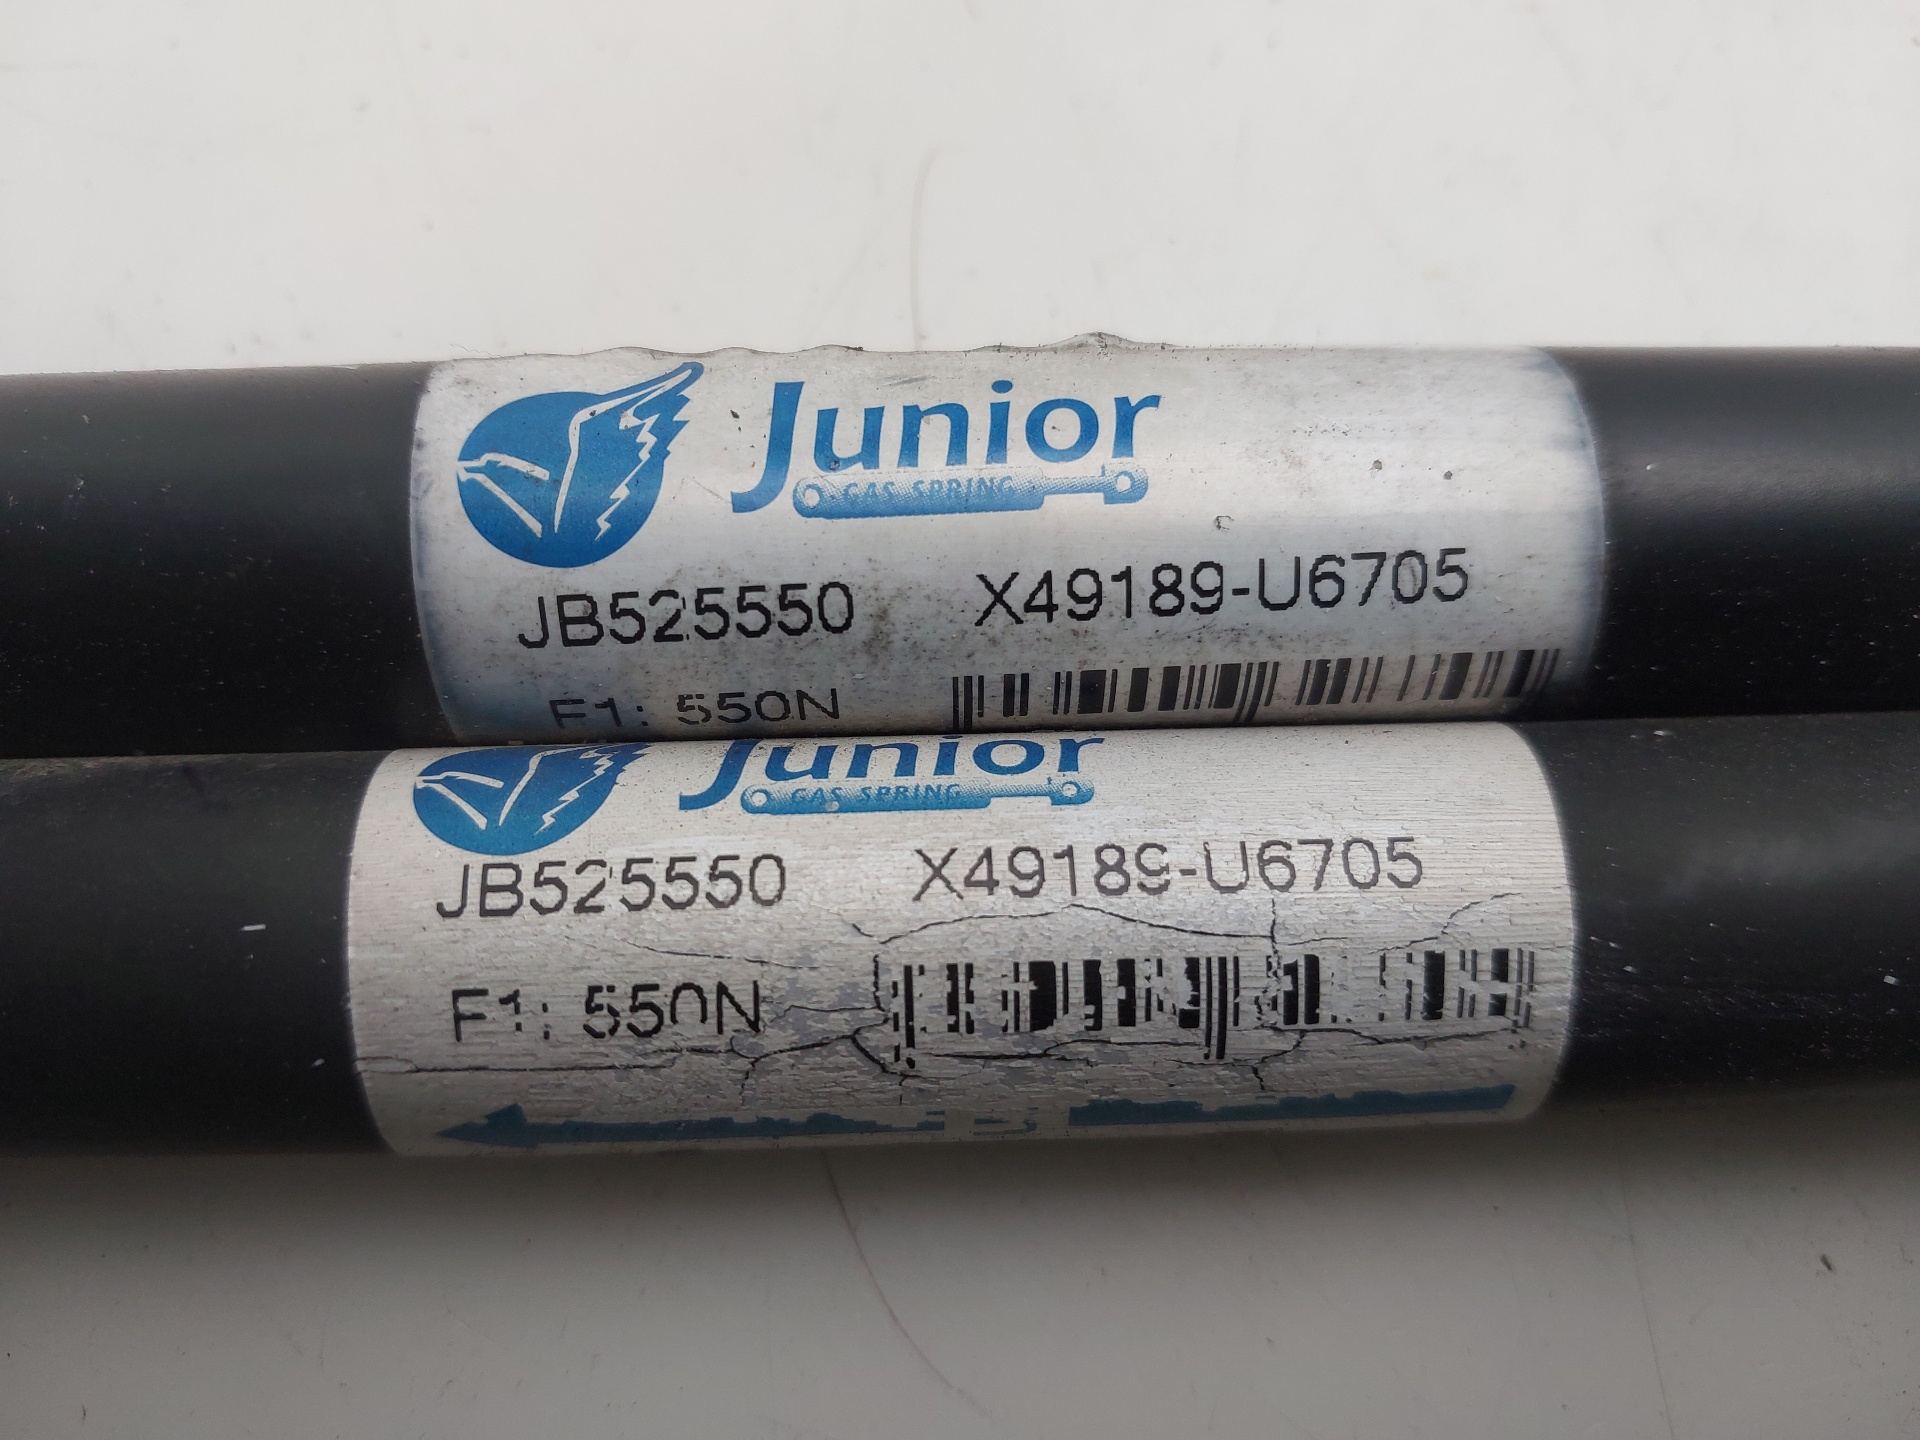 Junior
GAS SPRING
JB525550 X49189-U6705
F1: 550N
Junior
GAS SPRING
JB525550 X49189-U6705
F1: 550N